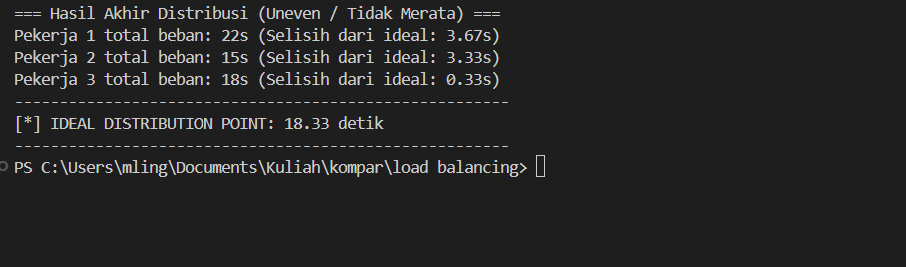 === Hasil Akhir Distribusi (Uneven / Tidak Merata) ===
Pekerja 1 total beban: 22s (Selisih dari ideal: 3.67s)
Pekerja 2 total beban: 15s (Selisih dari ideal: 3.33s)
Pekerja 3 total beban: 18s (Selisih dari ideal: 0.33s)
-------------------------------------------------------
[*] IDEAL DISTRIBUTION POINT: 18.33 detik
-------------------------------------------------------
PS C:\Users\mling\Documents\Kuliah\kompar\load balancing>